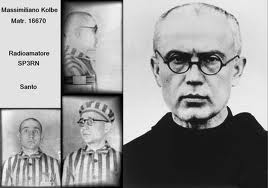 Massimiliano Kolbe
Matr. 16670
Radioamatore
SP3RN
Santo